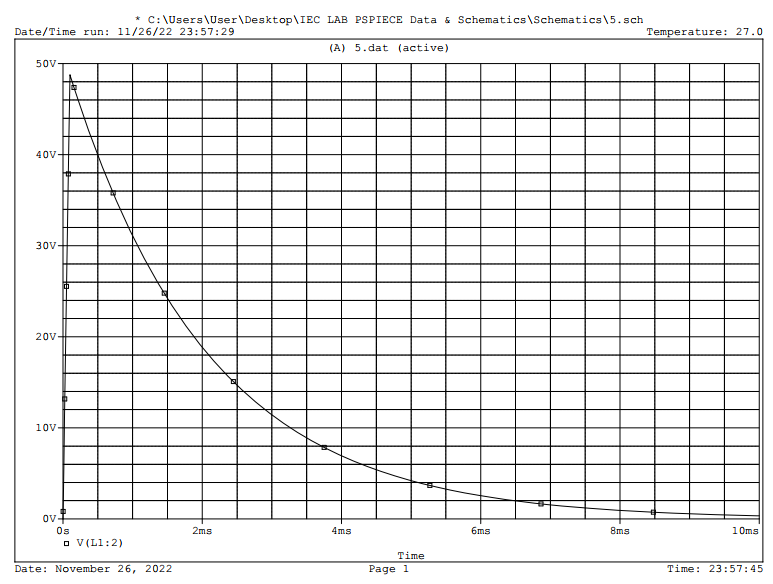 * C:\Users\User\Desktop\IEC LAB PSPIECE Data & Schematics\Schematics\5.sch
Date/Time run: 11/26/22 23:57:29 Temperature: 27.0
(A) 5.dat (active)
50V
40V
30V
20V
10V
0V
0s 2ms 4ms 6ms 8ms 10ms
V(L1:2)
Time
Date: November 26, 2022 Page 1 Time: 23:57:45